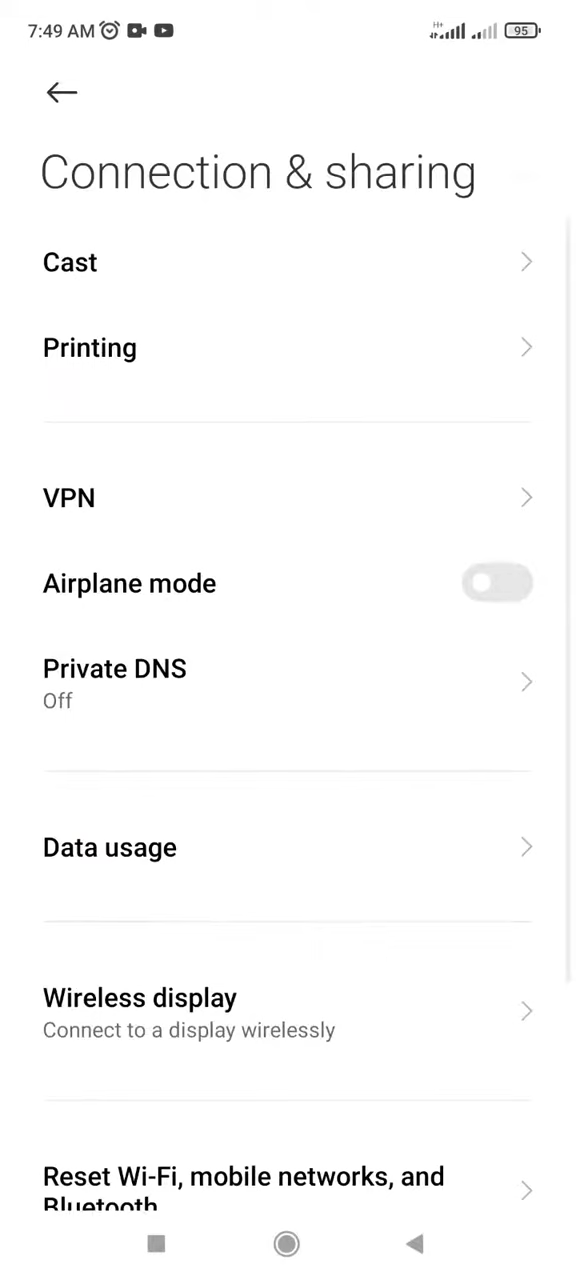 7:49 AM
H+
95
Connection & sharing
Cast
Printing
VPN
Airplane mode
Private DNS
Off
Data usage
Wireless display
Connect to a display wirelessly
Reset Wi-Fi, mobile networks, and
Bluetooth